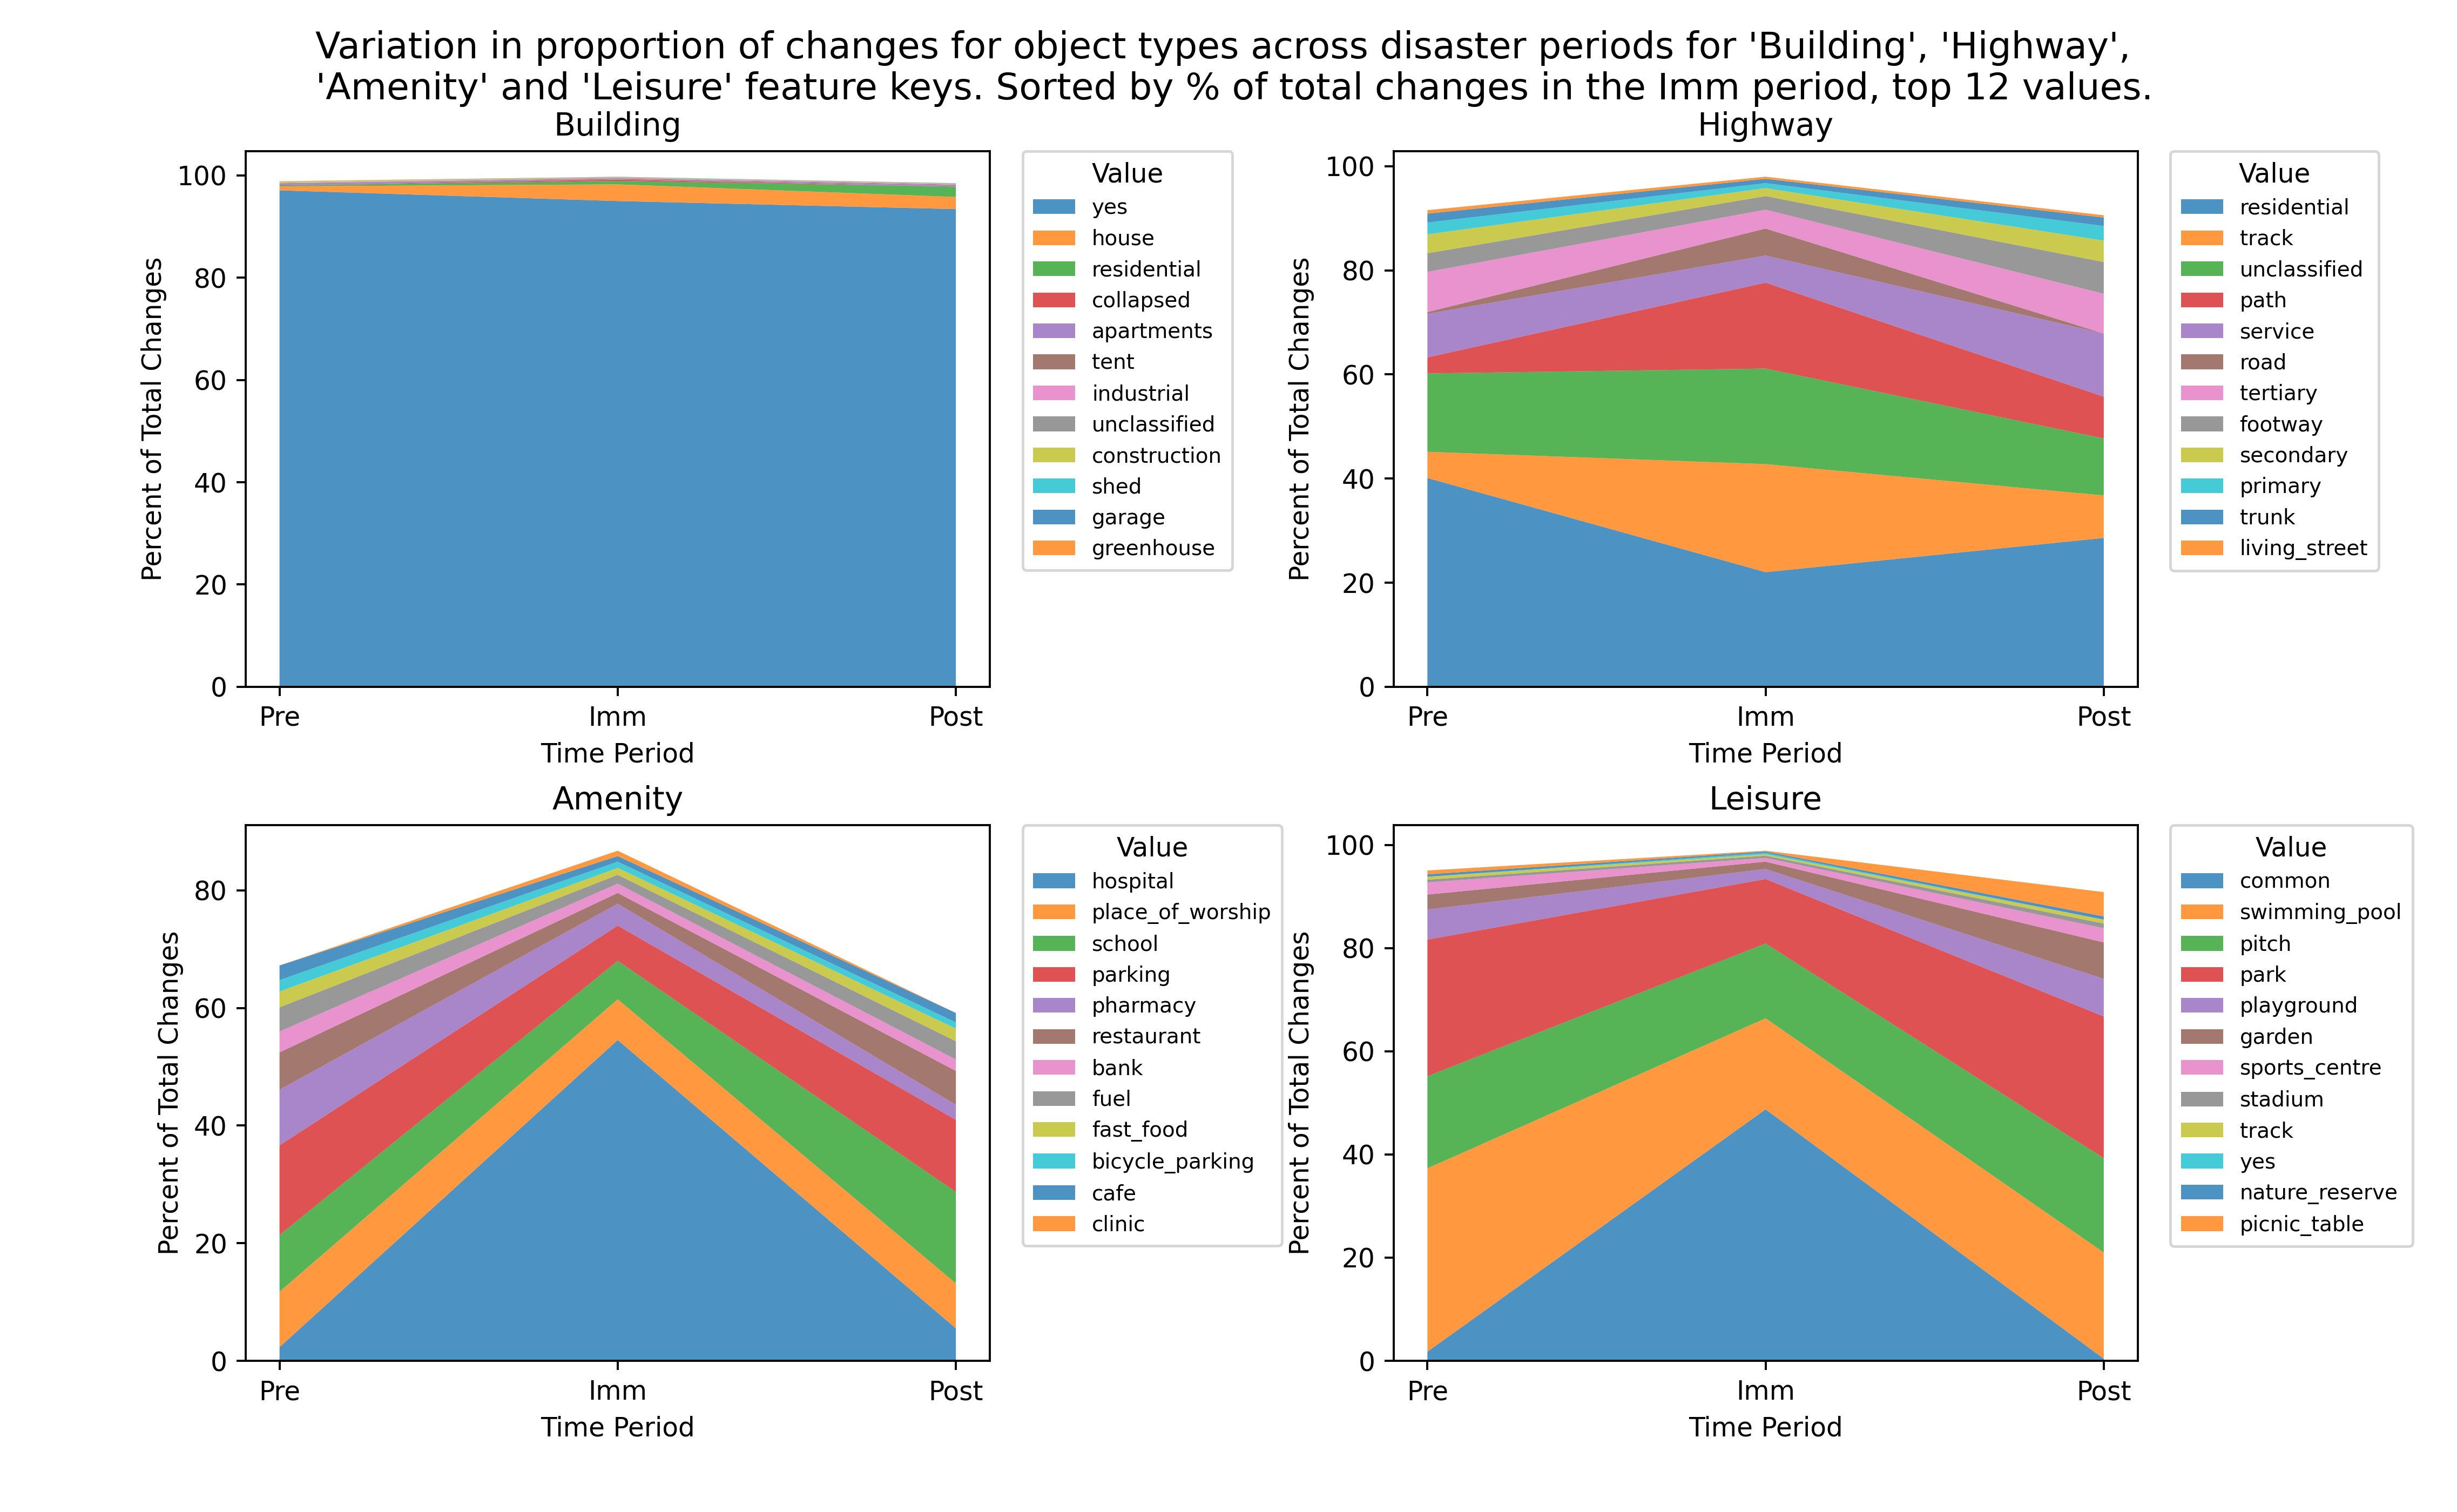 Variation in proportion of changes for object types across disaster periods for 'Building', 'Highway',
'Amenity' and 'Leisure' feature keys. Sorted by % of total changes in the Imm period, top 12 values.
Building
Percent of Total Changes
100
80
60
40
20
0
Pre
Imm
Post
Time Period
Value
yes
house
residential
collapsed
apartments
tent
industrial
unclassified
construction
shed
garage
greenhouse
Highway
Percent of Total Changes
100
80
60
40
20
0
Pre
Imm
Post
Time Period
Value
residential
track
unclassified
path
service
road
tertiary
footway
secondary
primary
trunk
living_street
Amenity
Percent of Total Changes
80
60
40
20
0
Pre
Imm
Post
Time Period
Value
hospital
place_of_worship
school
parking
pharmacy
restaurant
bank
fuel
fast_food
bicycle_parking
cafe
clinic
Leisure
Percent of Total Changes
100
80
60
40
20
0
Pre
Imm
Post
Time Period
Value
common
swimming_pool
pitch
park
playground
garden
sports_centre
stadium
track
yes
nature_reserve
picnic_table